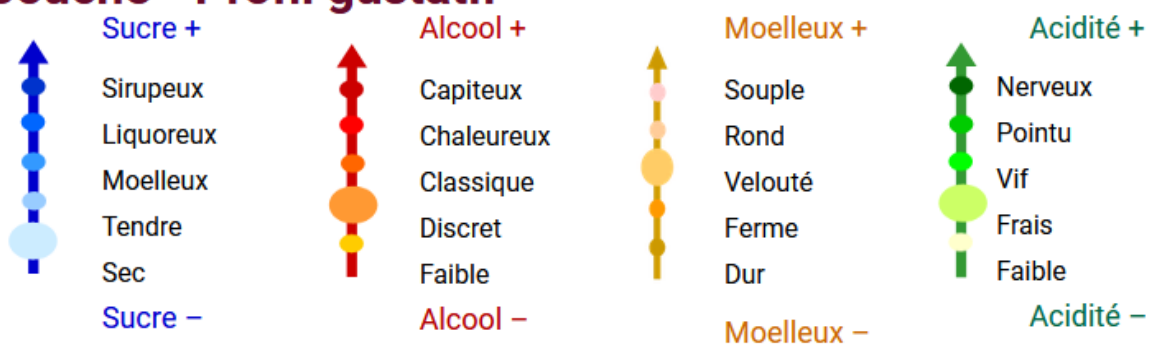 Sucre + Alcool + Moelleux + Acidité +
Sirupeux Capiteux Souple Nerveux
Liquoreux Chaleureux Rond Pointu
Moelleux Classique Velouté Vif
Tendre Discret Ferme Frais
Sec Faible Dur Faible
Sucre – Alcool – Moelleux – Acidité –